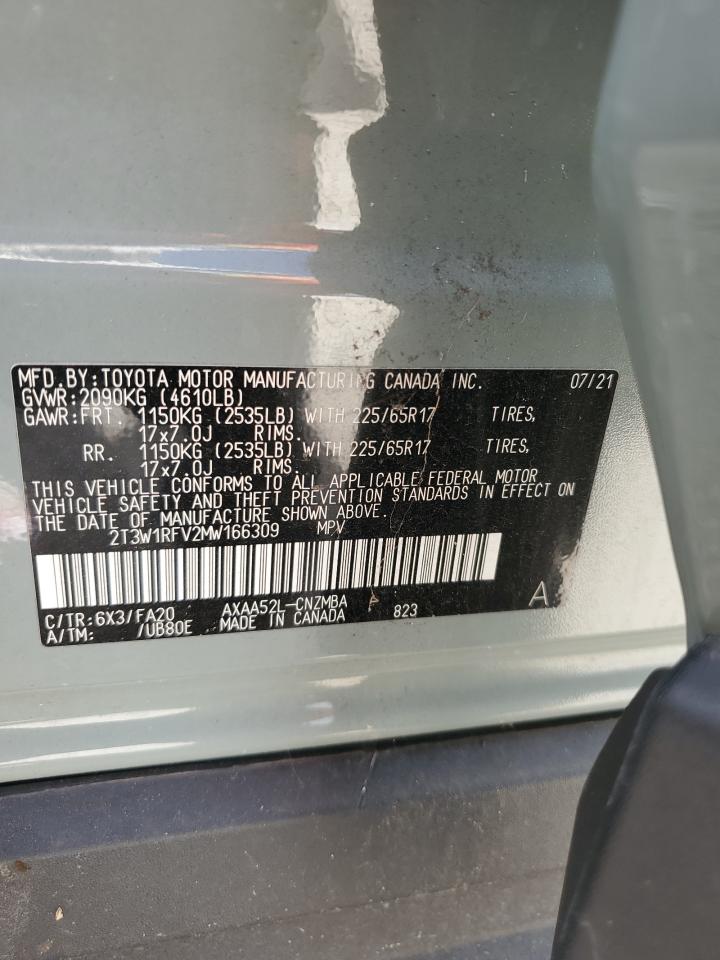 MFD.BY:TOYOTA MOTOR MANUFACTURING CANADA INC. 07/21
GVWR:2090KG (4610LB)
GAWR:FRT. 1150KG (2535LB) WITH 225/65R17 TIRES,
17x7.0J RIMS.
RR. 1150KG (2535LB) WITH 225/65R17 TIRES,
17x7.0J RIMS.
THIS VEHICLE CONFORMS TO ALL APPLICABLE FEDERAL MOTOR
VEHICLE SAFETY AND THEFT PREVENTION STANDARDS IN EFFECT ON
THE DATE OF MANUFACTURE SHOWN ABOVE.
2T3W1RFV2MW166309 MPV
C/TR:6X3/FA20 AXAA52L-CNZMBA P 823 A
A/TM: /UB80E MADE IN CANADA